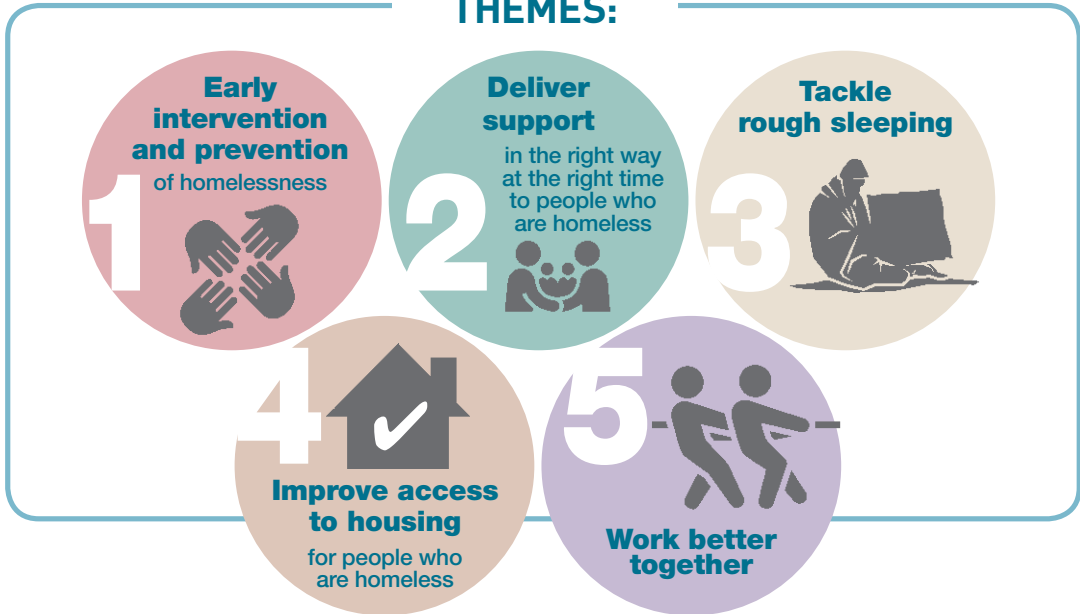 THEMES:
1
Early
intervention
and prevention
of homelessness
2
Deliver
support
in the right way
at the right time
to people who
are homeless
3
Tackle
rough sleeping
4
Improve access
to housing
for people who
are homeless
5
Work better
together